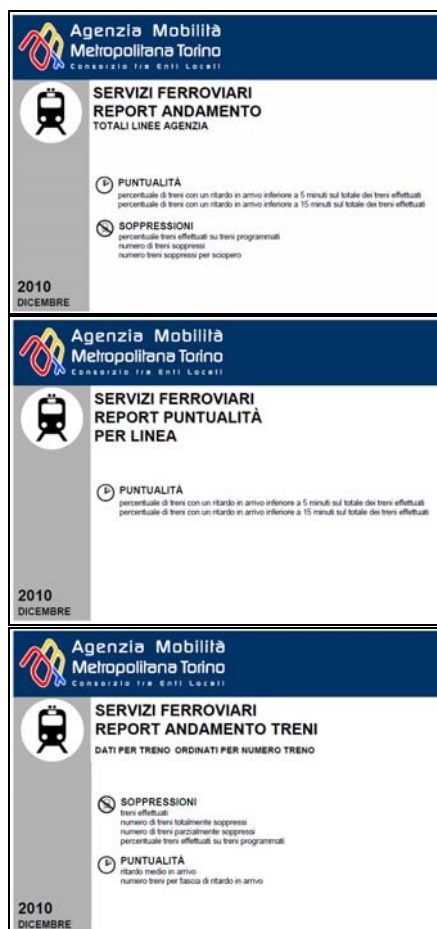 Agenzia Mobilità
Metropolitana Torino
Consorzio tra Enti Locali
SERVIZI FERROVIARI
REPORT ANDAMENTO
TOTALI LINEE AGENZIA
PUNTUALITÀ
percentuale di treni con un ritardo in arrivo inferiore a 5 minuti sul totale dei treni effettuati
percentuale di treni con un ritardo in arrivo inferiore a 15 minuti sul totale dei treni effettuati
SOPPRESSIONI
percentuale treni effettuati su treni programmati
numero di treni soppressi
numero treni soppressi per sciopero
2010
DICEMBRE
Agenzia Mobilità
Metropolitana Torino
Consorzio tra Enti Locali
SERVIZI FERROVIARI
REPORT PUNTUALITÀ
PER LINEA
PUNTUALITÀ
percentuale di treni con un ritardo in arrivo inferiore a 5 minuti sul totale dei treni effettuati
percentuale di treni con un ritardo in arrivo inferiore a 15 minuti sul totale dei treni effettuati
2010
DICEMBRE
Agenzia Mobilità
Metropolitana Torino
Consorzio tra Enti Locali
SERVIZI FERROVIARI
REPORT ANDAMENTO TRENI
DATI PER TRENO ORDINATI PER NUMERO TRENO
SOPPRESSIONI
treni effettuati
numero di treni totalmente soppressi
numero di treni parzialmente soppressi
percentuale treni effettuati su treni programmati
PUNTUALITÀ
ritardo medio in arrivo
numero treni per fascia di ritardo in arrivo
2010
DICEMBRE